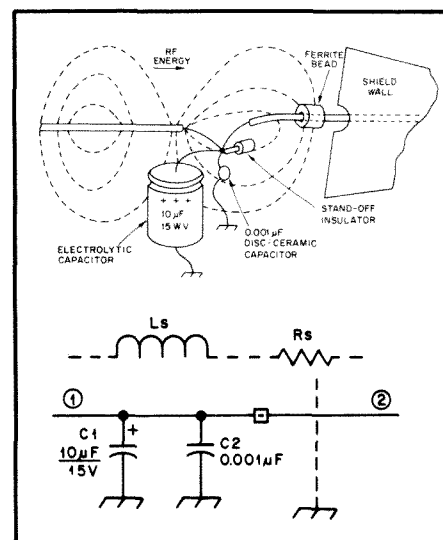 RF
ENERGY
FERRITE
BEAD
SHIELD
WALL
+ + +
10 µF
15 WV
STAND-OFF
INSULATOR
ELECTROLYTIC
CAPACITOR
0.001 µF
DISC-CERAMIC
CAPACITOR
Ls
Rs
1
2
C1
+
10µF
15V
C2
0.001µF